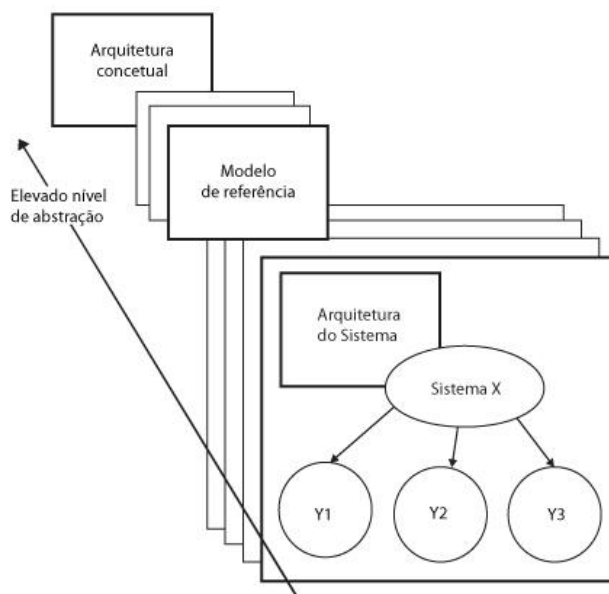 Arquitetura
concetual
Modelo
de referência
Elevado nível
de abstração
Arquitetura
do Sistema
Sistema X
Y1
Y2
Y3